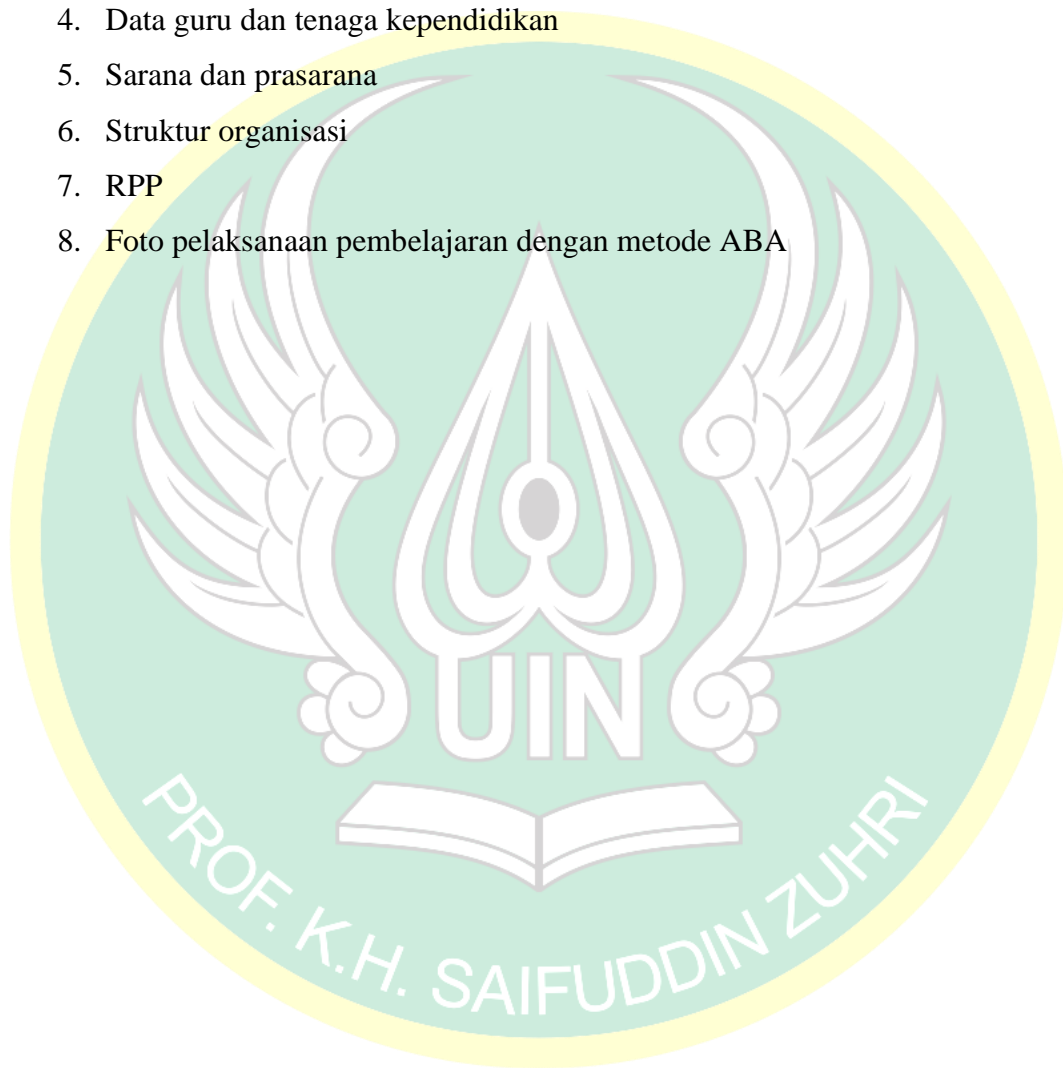 4. Data guru dan tenaga kependidikan
5. Sarana dan prasarana
6. Struktur organisasi
7. RPP
8. Foto pelaksanaan pembelajaran dengan metode ABA
UIN
PROF. K.H. SAIFUDDIN ZUHRI